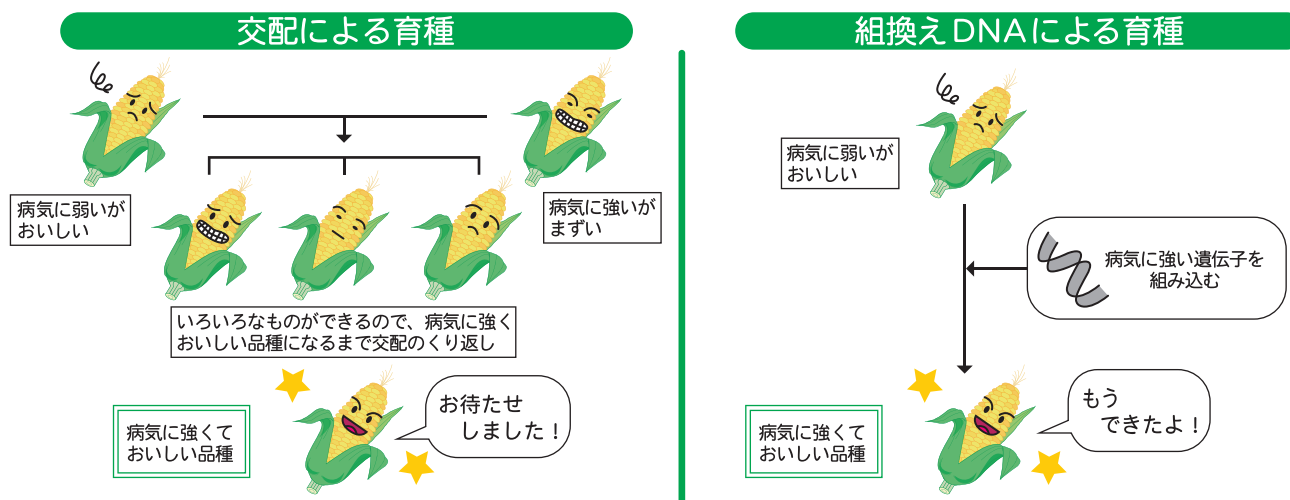 交配による育種
病気に弱いが
おいしい
病気に強いが
まずい
いろいろなものができるので、病気に強く
おいしい品種になるまで交配のくり返し
病気に強くて
おいしい品種
お待たせ
しました！
組換えDNAによる育種
病気に弱いが
おいしい
病気に強い遺伝子を
組み込む
病気に強くて
おいしい品種
もう
できたよ！